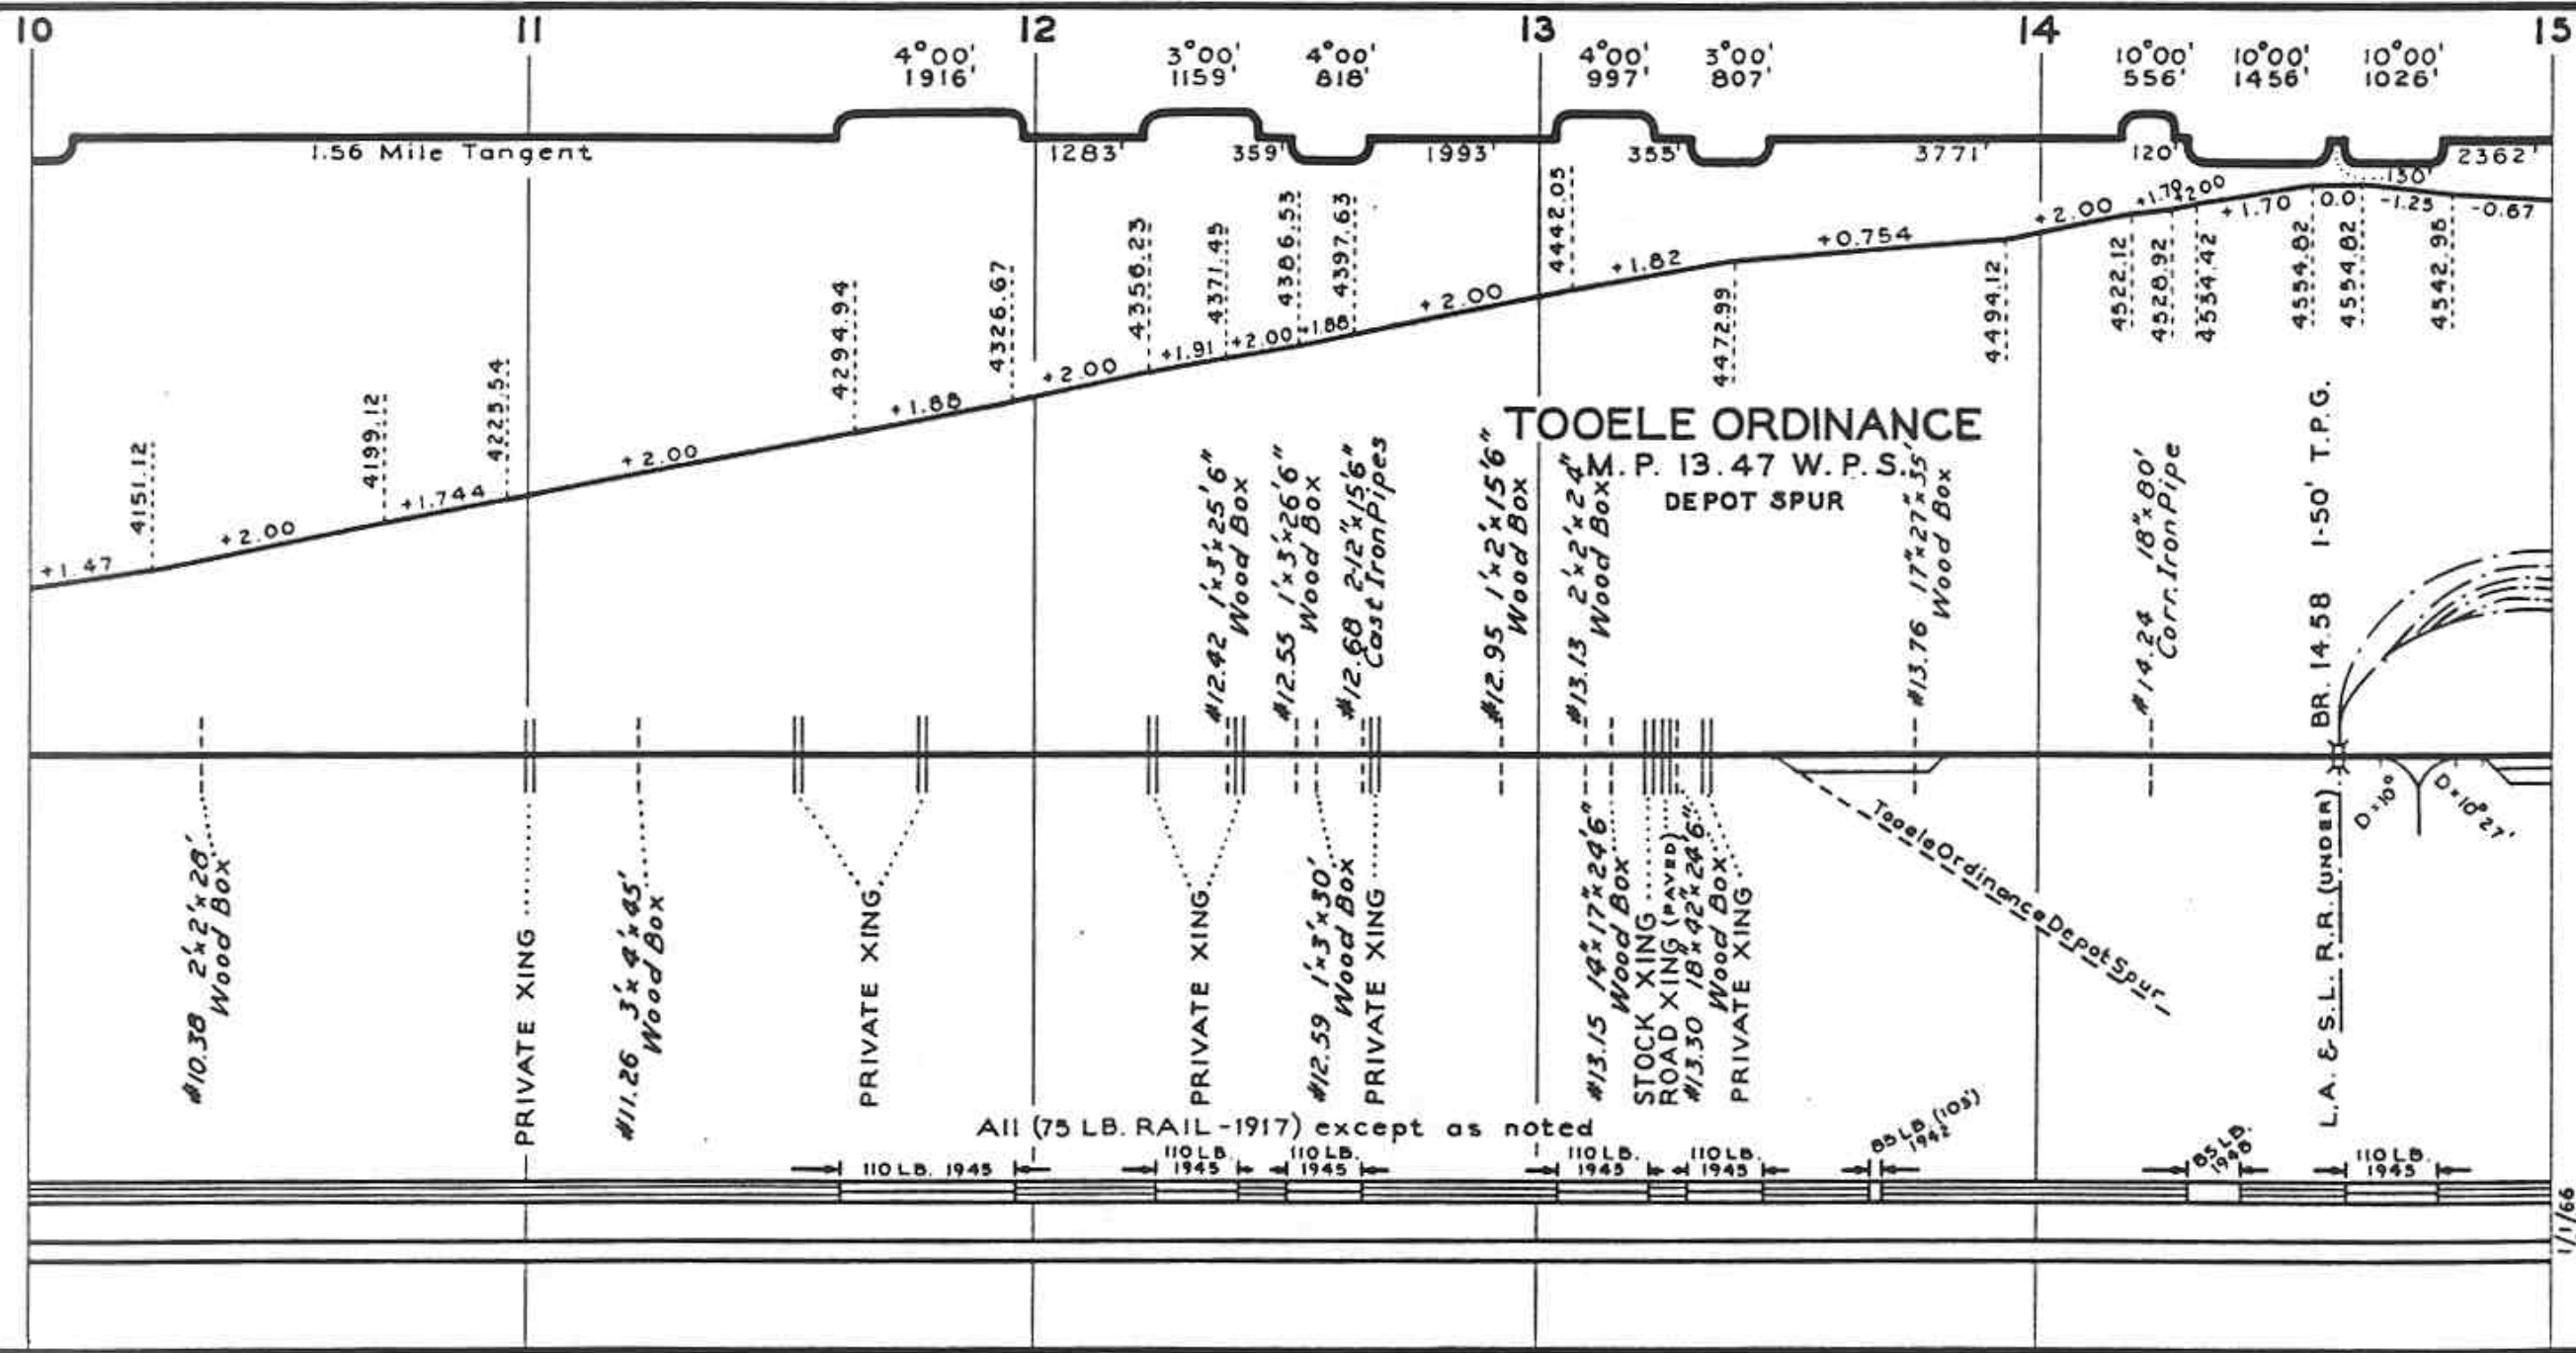 10 11 12 13 14 15
4°00' 3°00' 4°00' 4°00' 3°00' 10°00' 10°00' 10°00'
1916' 1159' 818' 997' 807' 556' 1456' 1026'
1.56 Mile Tangent 1283' 359' 1993' 355' 3771' 120' 2362'
130'
+1.47 +2.00 +1.744 +2.00 +1.88 +2.00 +1.91 +2.00 +1.88 +2.00 +1.82 +0.754 +2.00 +1.79 +2.00 +1.70 0.0 -1.25 -0.67
4151.12
4199.12
4223.54
4294.94
4326.67
4356.23
4371.45
4386.53
4397.63
4442.05
4472.99
4494.12
4522.12
4528.92
4534.42
4554.82
4554.82
4542.98
TOOELE ORDINANCE
M. P. 13.47 W. P. S.
DEPOT SPUR
#12.42 1'x3'x25'6"
Wood Box
#12.55 1'x3'x26'6"
Wood Box
#12.68 2-12"x15'6"
Cast Iron Pipes
#12.95 1'x2'x15'6"
Wood Box
#13.13 2'x2'x24"
Wood Box
#13.76 17"x27"x35'
Wood Box
#14.24 18"x80'
Corr. Iron Pipe
BR. 14.58 1-50' T.P.G.
#10.38 2'x2'x28'
Wood Box
PRIVATE XING
#11.26 3'x4'x45'
Wood Box
PRIVATE XING
PRIVATE XING
#12.59 1'x3'x30'
Wood Box
PRIVATE XING
#13.15 14"x17"x24'6"
Wood Box
STOCK XING
ROAD XING (PAVED)
#13.30 18"x42"x24'6"
Wood Box
PRIVATE XING
Tooele Ordinance Depot Spur
L.A. & S.L. R.R. (UNDER)
D=10°
D=10°27'
All (75 LB. RAIL-1917) except as noted
110 LB. 1945
110 LB.
1945
110 LB.
1945
110 LB.
1945
110 LB.
1945
85 LB. (105')
1942
85 LB.
1948
110 LB.
1945
1/1/66